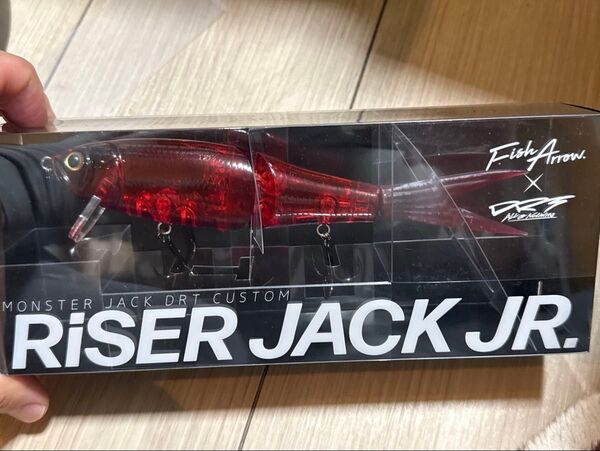 Fish Arrow.
×
DRT
MONSTER JACK DRT CUSTOM
RiSER JACK JR.